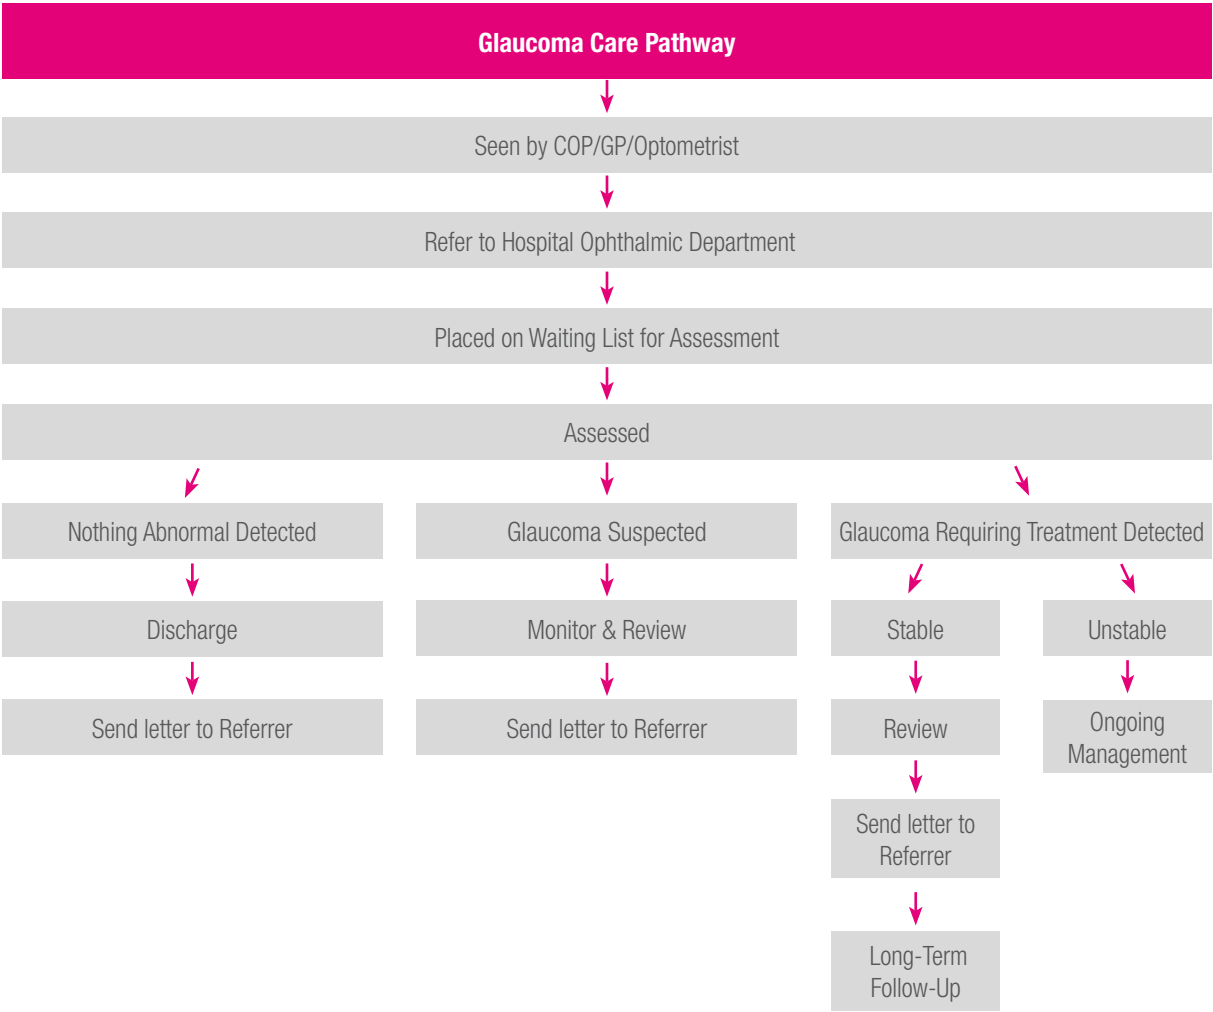 Glaucoma Care Pathway
Seen by COP/GP/Optometrist
Refer to Hospital Ophthalmic Department
Placed on Waiting List for Assessment
Assessed
Nothing Abnormal Detected
Glaucoma Suspected
Glaucoma Requiring Treatment Detected
Discharge
Monitor & Review
Stable
Unstable
Send letter to Referrer
Send letter to Referrer
Review
Ongoing
Management
Send letter to
Referrer
Long-Term
Follow-Up